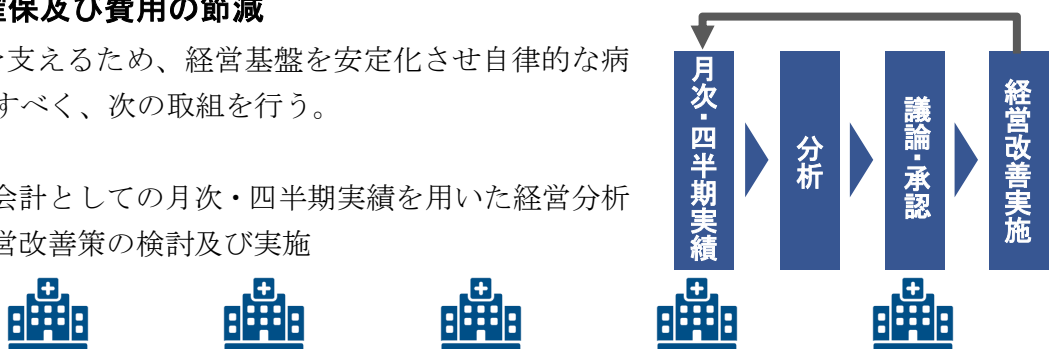 確保及び費用の節減
支えるため、経営基盤を安定化させ自律的な病
すべく、次の取組を行う。
会計としての月次・四半期実績を用いた経営分析
営改善策の検討及び実施
月次・四半期実績
分析
議論・承認
経営改善実施